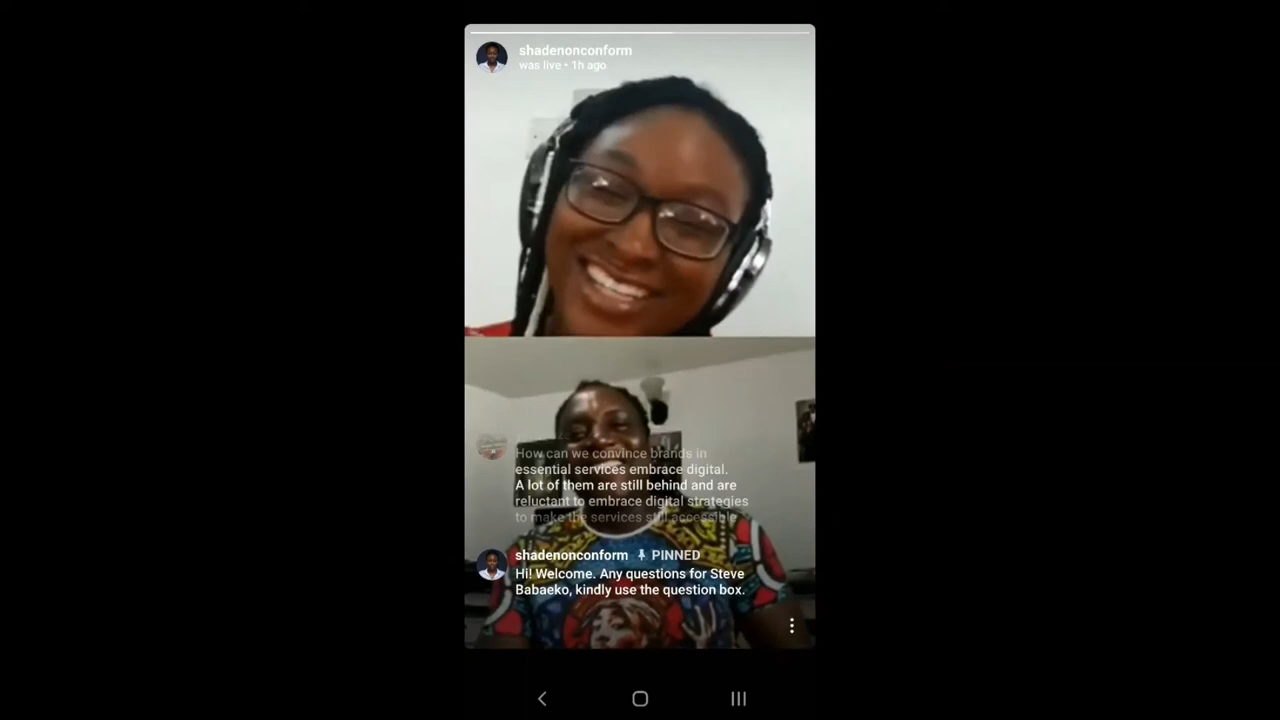 shadenonconform
was live • 1h ago
How can we convince brands in
essential services embrace digital.
A lot of them are still behind and are
reluctant to embrace digital strategies
to make the services still accessible
shadenonconform PINNED
Hi! Welcome. Any questions for Steve
Babaeko, kindly use the question box.